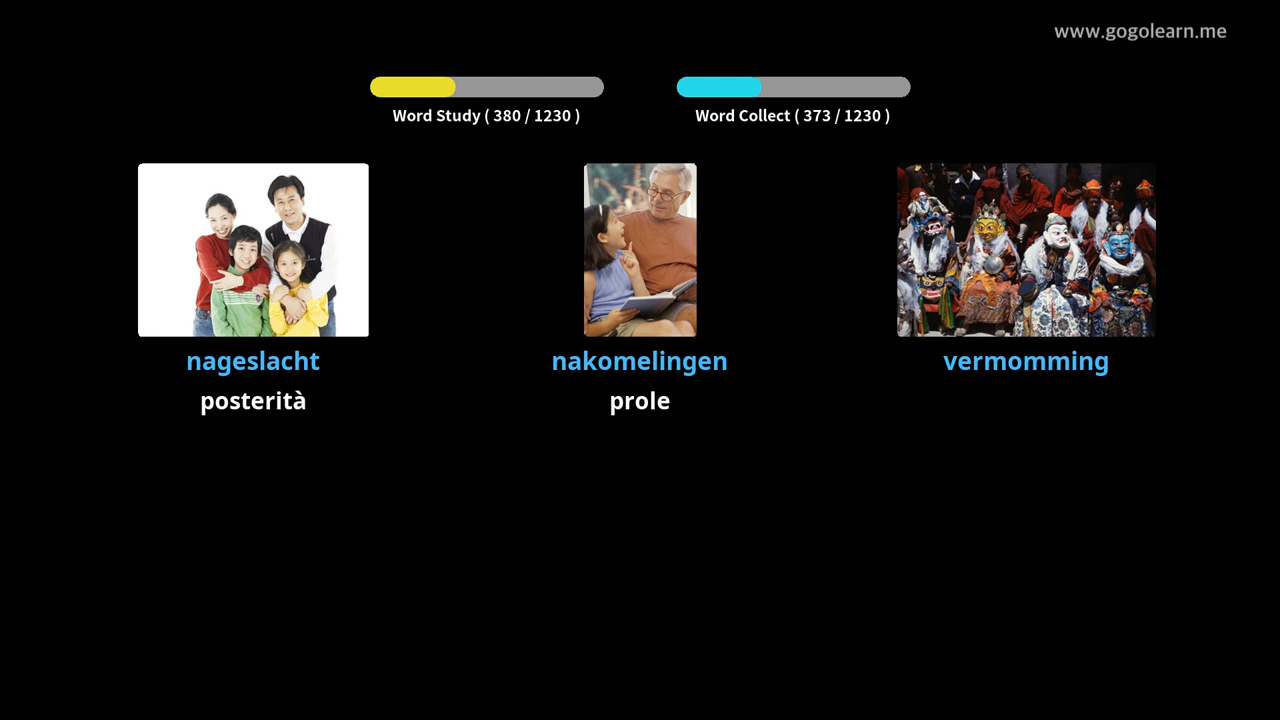 www.gogolearn.me
Word Study ( 380 / 1230 )
Word Collect ( 373 / 1230 )
nageslacht
nakomelingen
vermomming
posterità
prole